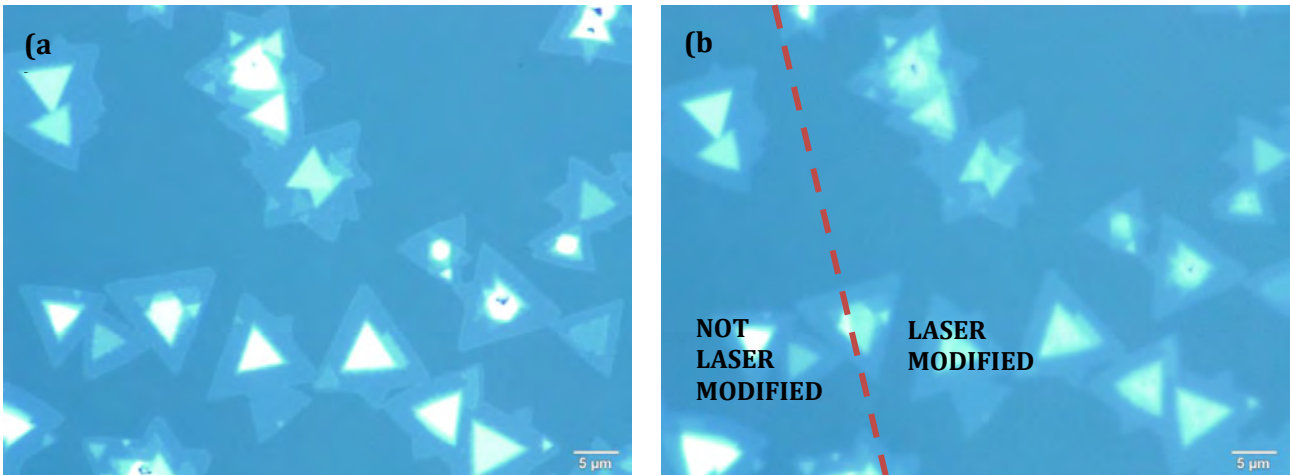 (a
5 µm
(b
NOT
LASER
MODIFIED
LASER
MODIFIED
5 µm